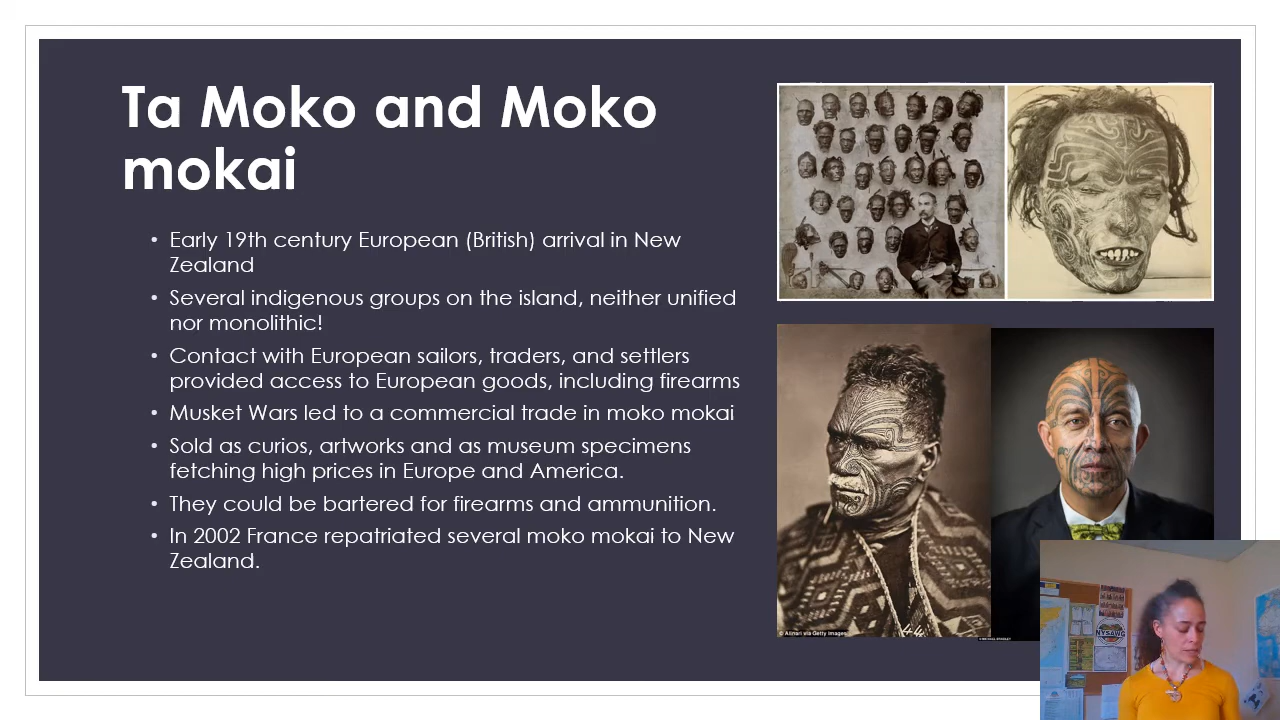 Ta Moko and Moko
mokai
• Early 19th century European (British) arrival in New
Zealand
• Several indigenous groups on the island, neither unified
nor monolithic!
• Contact with European sailors, traders, and settlers
provided access to European goods, including firearms
• Musket Wars led to a commercial trade in moko mokai
• Sold as curios, artworks and as museum specimens
fetching high prices in Europe and America.
• They could be bartered for firearms and ammunition.
• In 2002 France repatriated several moko mokai to New
Zealand.
© Alinari via Getty Images